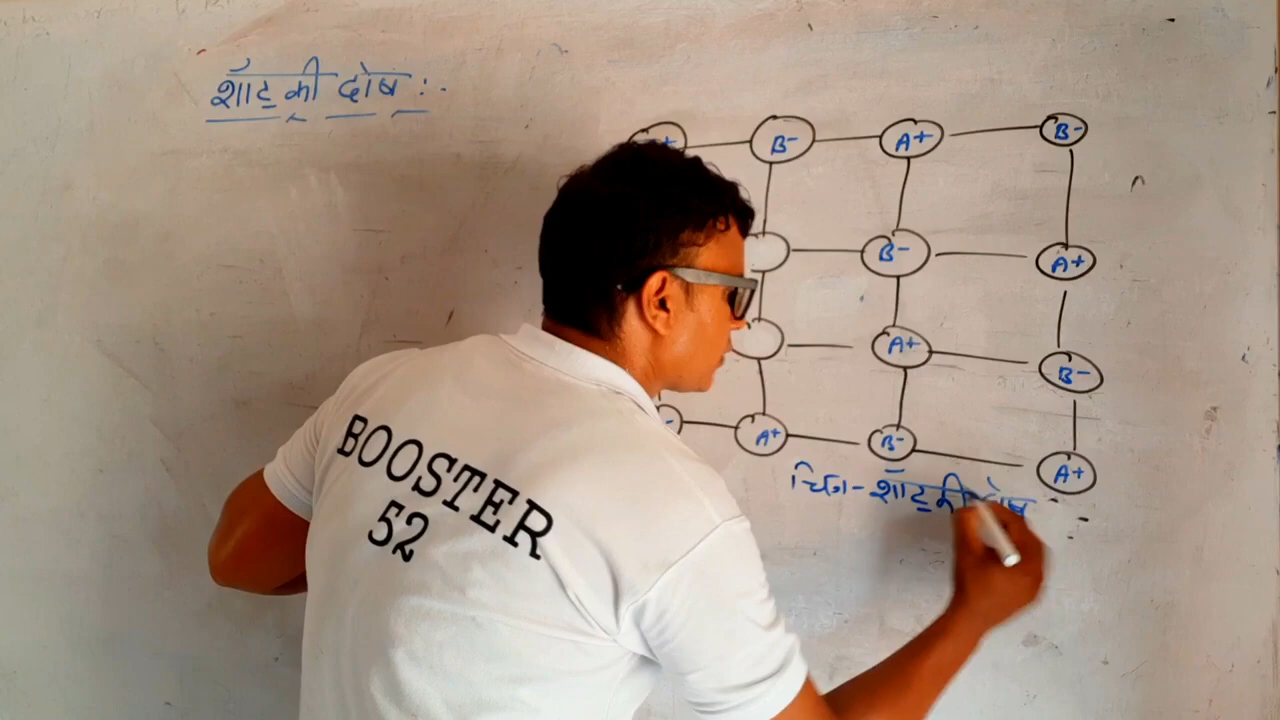 शॉट्की दोष :-
+ B- A+ B-
B- A+
A+ B-
- A+ B- A+
चित्र - शॉट्की दोष
BOOSTER
52